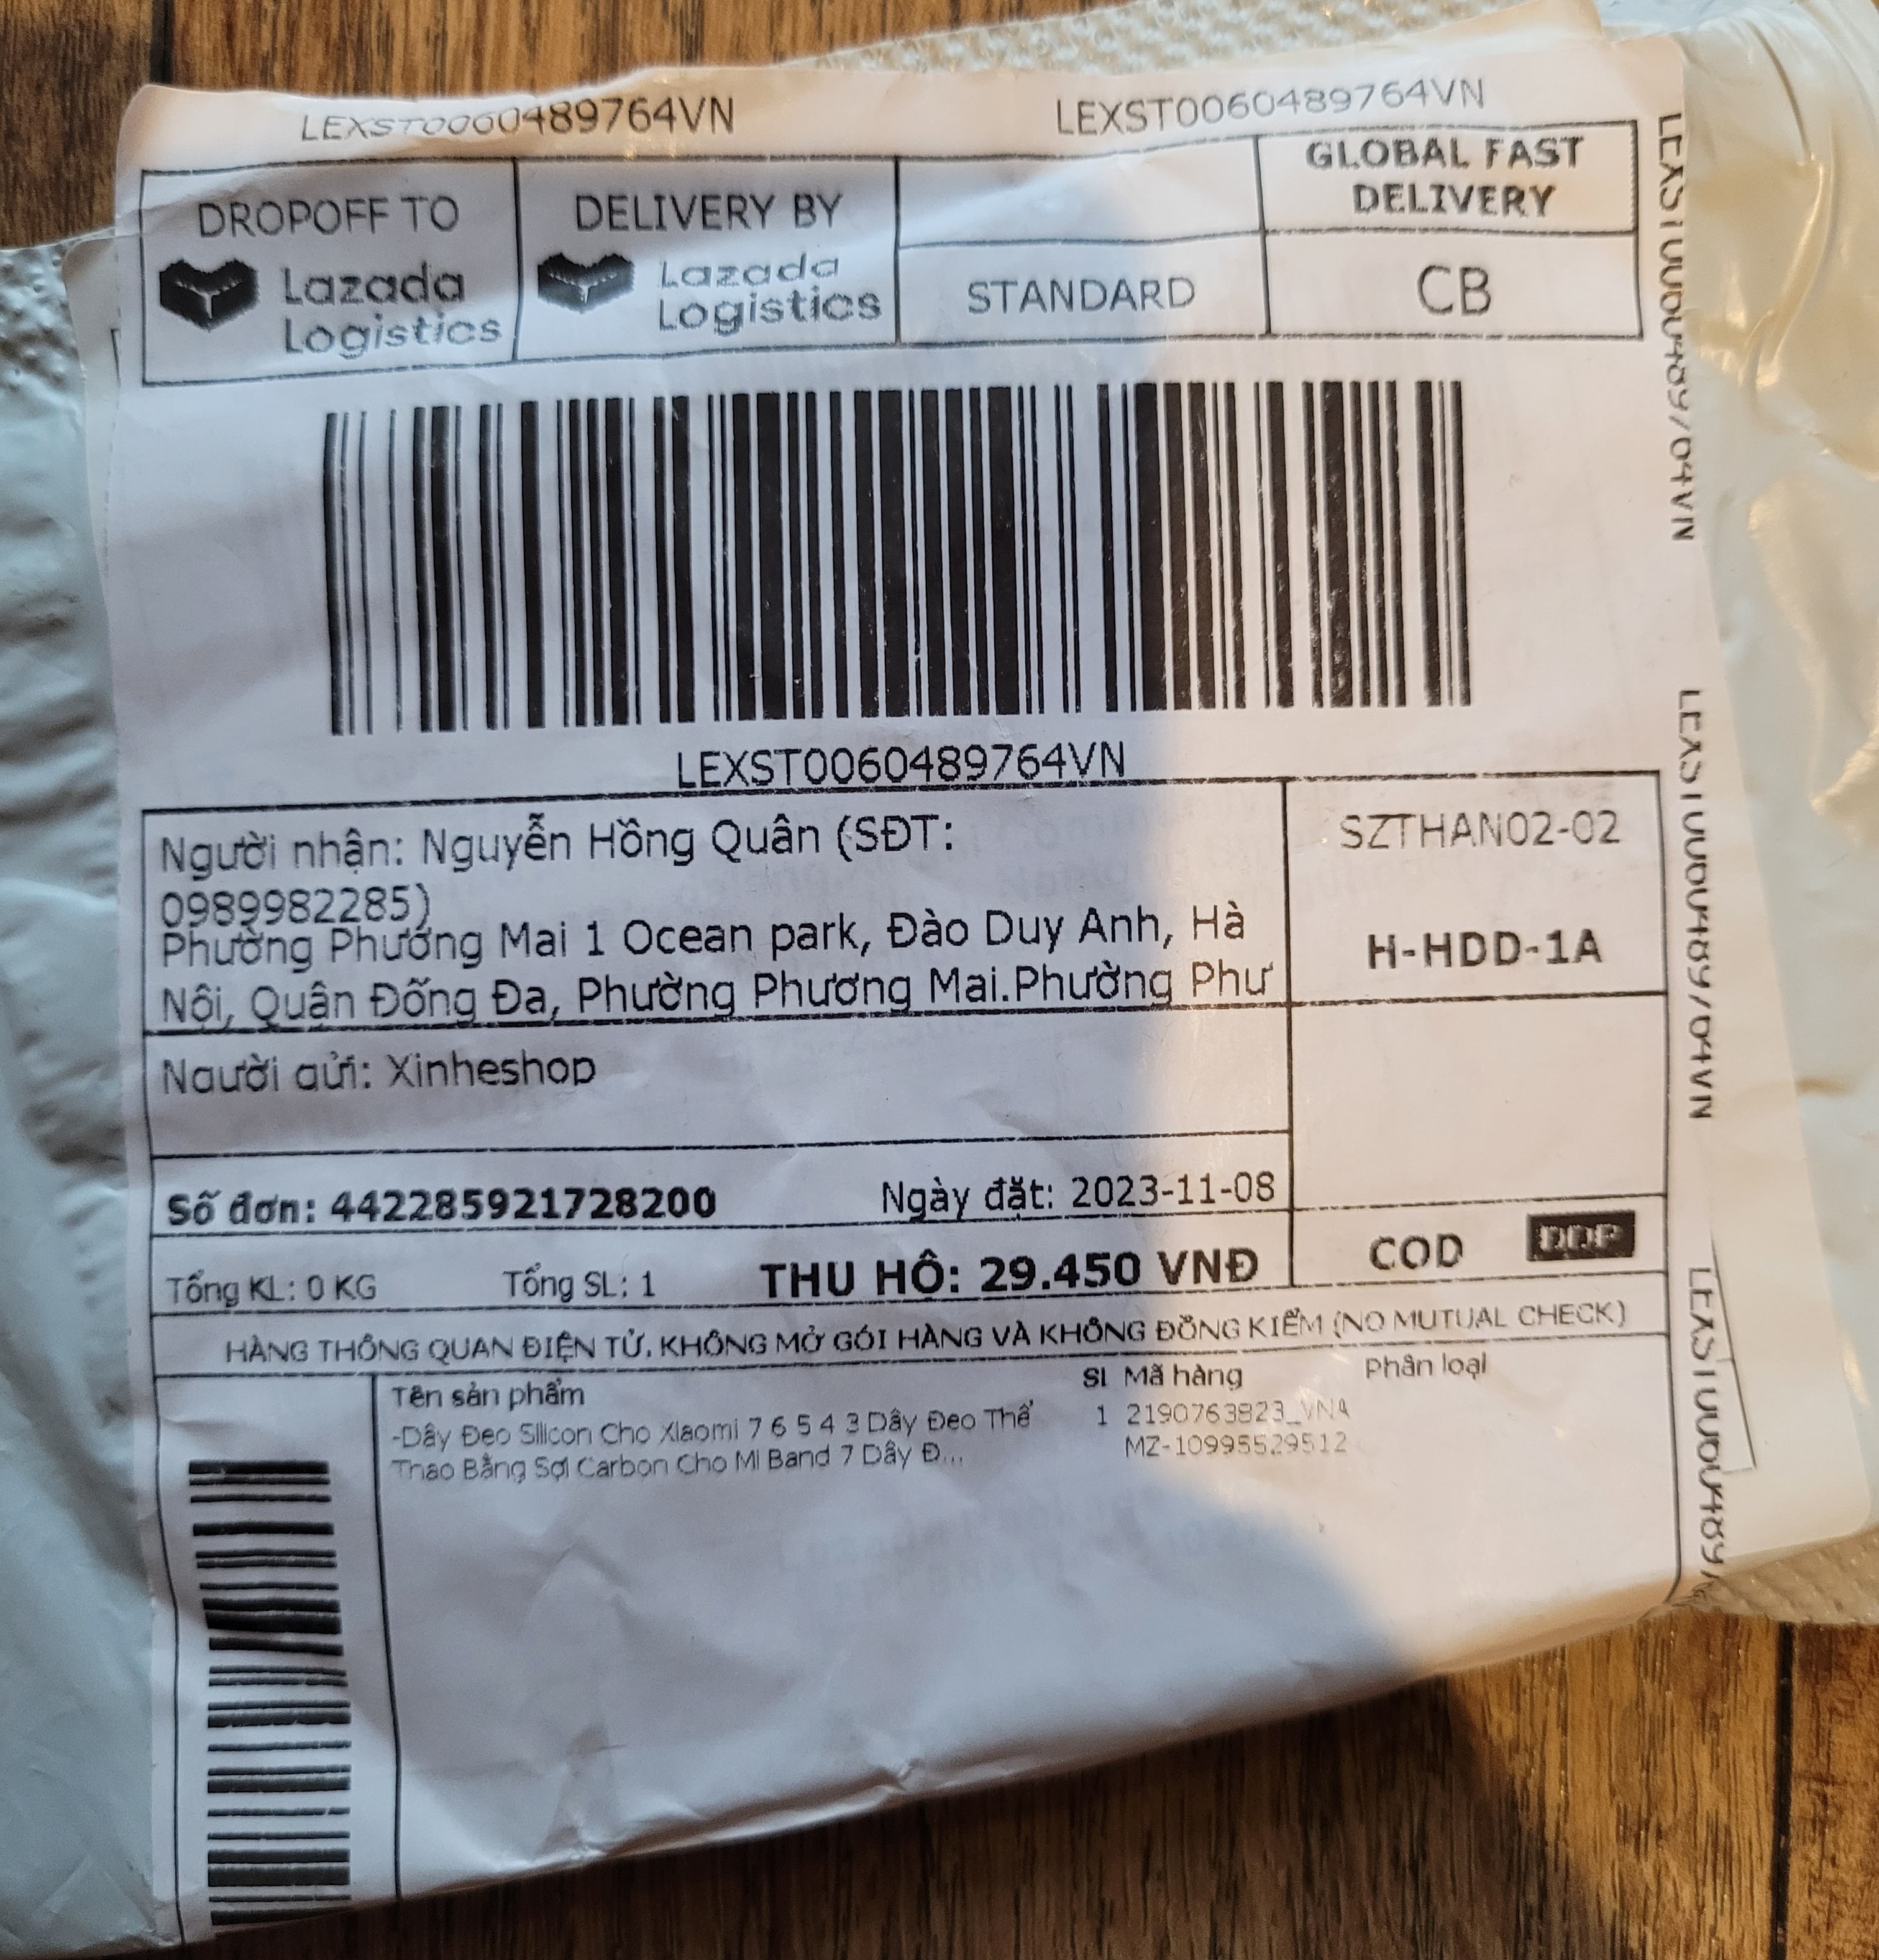 LEXST0060489764VN LEXST0060489764VN
DROPOFF TO
Lazada
Logistics
DELIVERY BY
Lazada
Logistics
STANDARD
GLOBAL FAST
DELIVERY
CB
LEXST0060489764VN
Người nhận: Nguyễn Hồng Quân (SĐT:
0989982285)
Phường Phương Mai 1 Ocean park, Đào Duy Anh, Hà
Nội, Quận Đống Đa, Phường Phương Mai.Phường Phư
SZTHAN02-02
H-HDD-1A
Người gửi: Xinheshop
Số đơn: 442285921728200 Ngày đặt: 2023-11-08
Tổng KL: 0 KG Tổng SL: 1 THU HỘ: 29.450 VNĐ
COD DDP
HÀNG THÔNG QUAN ĐIỆN TỬ. KHÔNG MỞ GÓI HÀNG VÀ KHÔNG ĐỒNG KIỂM (NO MUTUAL CHECK)
Tên sản phẩm Sl Mã hàng Phân loại
-Dây Đeo Silicon Cho Xiaomi 7 6 5 4 3 Dây Đeo Thể 1 2190763823_VNA
Thao Bằng Sợi Carbon Cho Mi Band 7 Dây Đ... MZ-10995529512
LEXST0060489764VN
LEXST0060489764VN